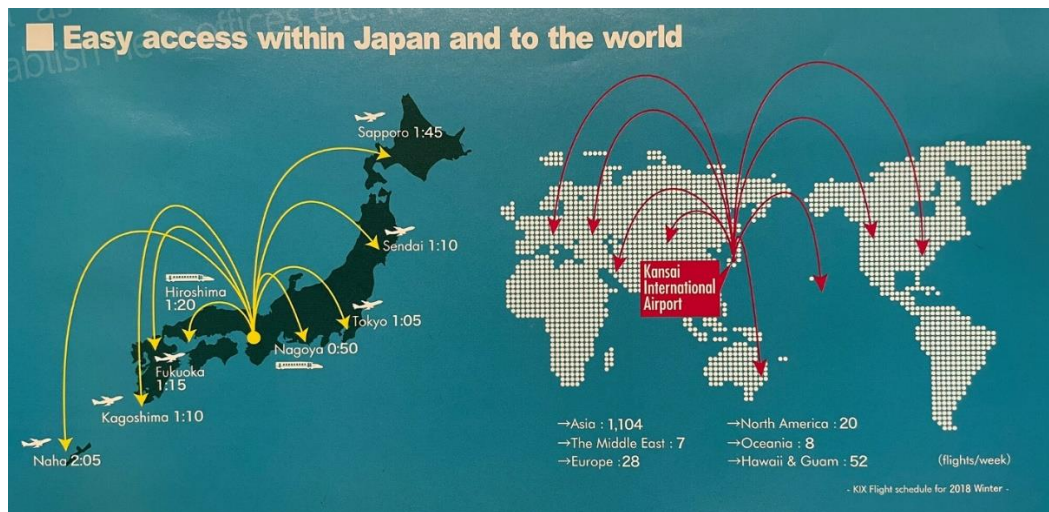 Easy access within Japan and to the world
Sapporo 1:45
Sendai 1:10
Hiroshima
1:20
Tokyo 1:05
Nagoya 0:50
Fukuoka
1:15
Kagoshima 1:10
Naha 2:05
Kansai
International
Airport
→Asia : 1,104
→The Middle East : 7
→Europe : 28
→North America : 20
→Oceania : 8
→Hawaii & Guam : 52
(flights/week)
- KIX Flight schedule for 2018 Winter -